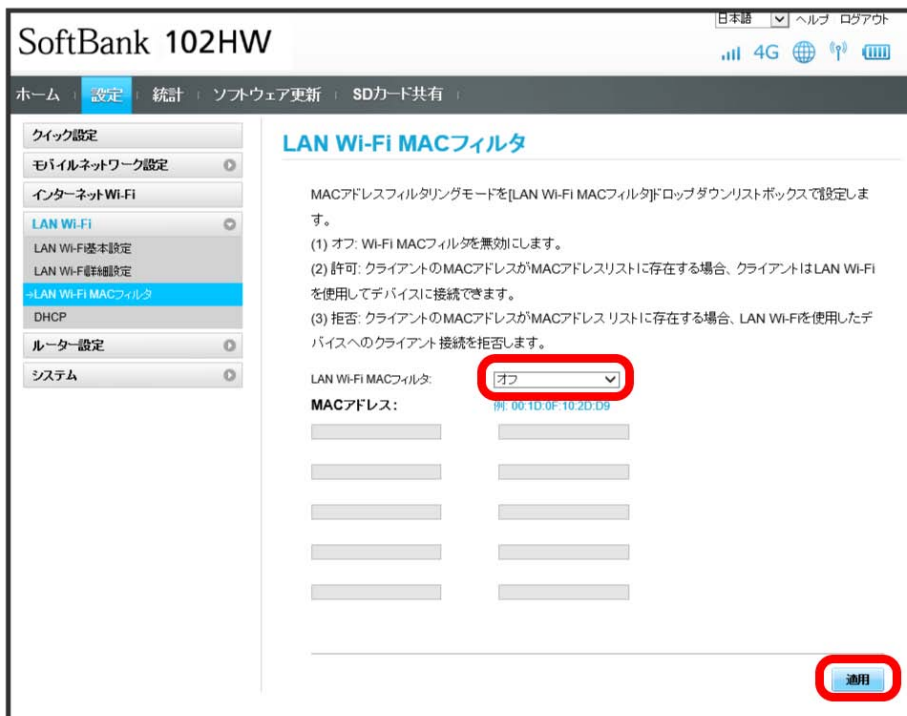 日本語 ヘルプ ログアウト
SoftBank 102HW
4G
ホーム 設定 統計 ソフトウェア更新 SDカード共有
クイック設定
モバイルネットワーク設定
インターネットWi-Fi
LAN Wi-Fi
LAN Wi-Fi基本設定
LAN Wi-Fi詳細設定
→LAN Wi-Fi MACフィルタ
DHCP
ルーター設定
システム
LAN Wi-Fi MACフィルタ
MACアドレスフィルタリングモードを[LAN Wi-Fi MACフィルタ]ドロップダウンリストボックスで設定しま
す。
(1) オフ: Wi-Fi MACフィルタを無効にします。
(2) 許可: クライアントのMACアドレスがMACアドレスリストに存在する場合、クライアントはLAN Wi-Fi
を使用してデバイスに接続できます。
(3) 拒否: クライアントのMACアドレスがMACアドレス リストに存在する場合、LAN Wi-Fiを使用したデ
バイスへのクライアント接続を拒否します。
LAN Wi-Fi MACフィルタ: オフ
MACアドレス: 例: 00:1D:0F:10:2D:D9
適用